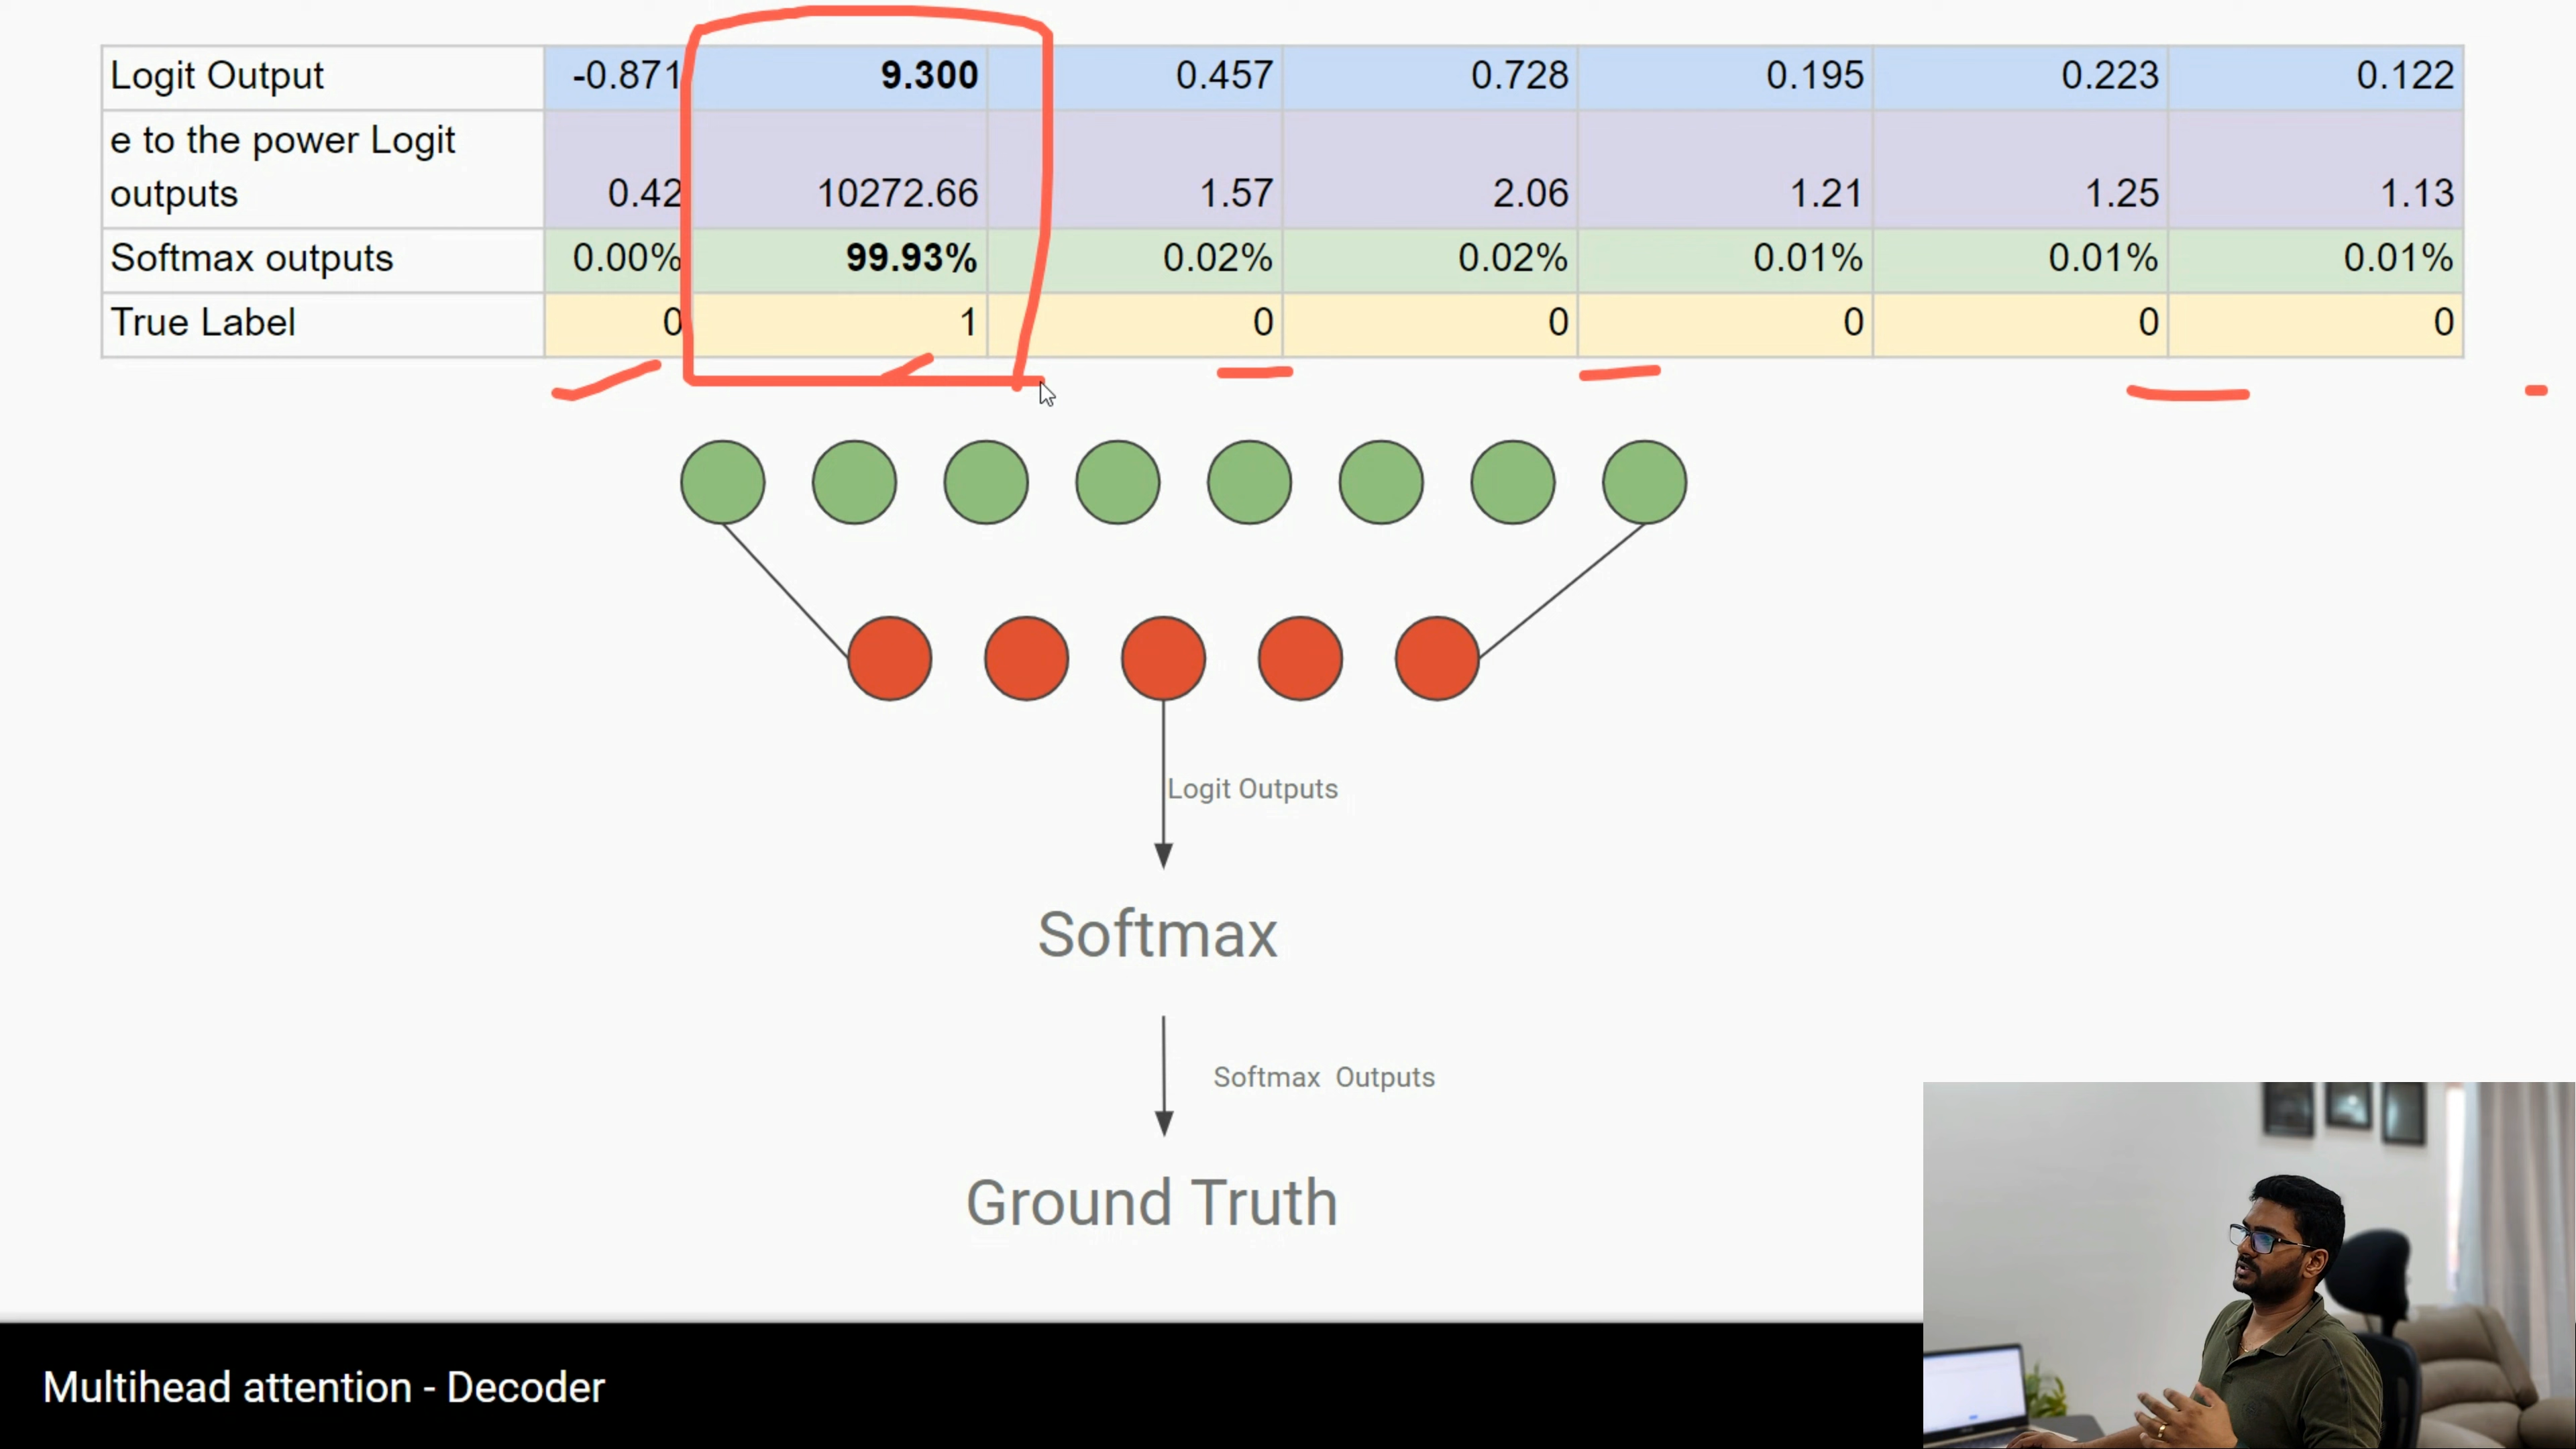 Logit Output -0.871 9.300 0.457 0.728 0.195 0.223 0.122
e to the power Logit
outputs 0.42 10272.66 1.57 2.06 1.21 1.25 1.13
Softmax outputs 0.00% 99.93% 0.02% 0.02% 0.01% 0.01% 0.01%
True Label 0 1 0 0 0 0 0
Logit Outputs
Softmax
Softmax Outputs
Ground Truth
Multihead attention - Decoder